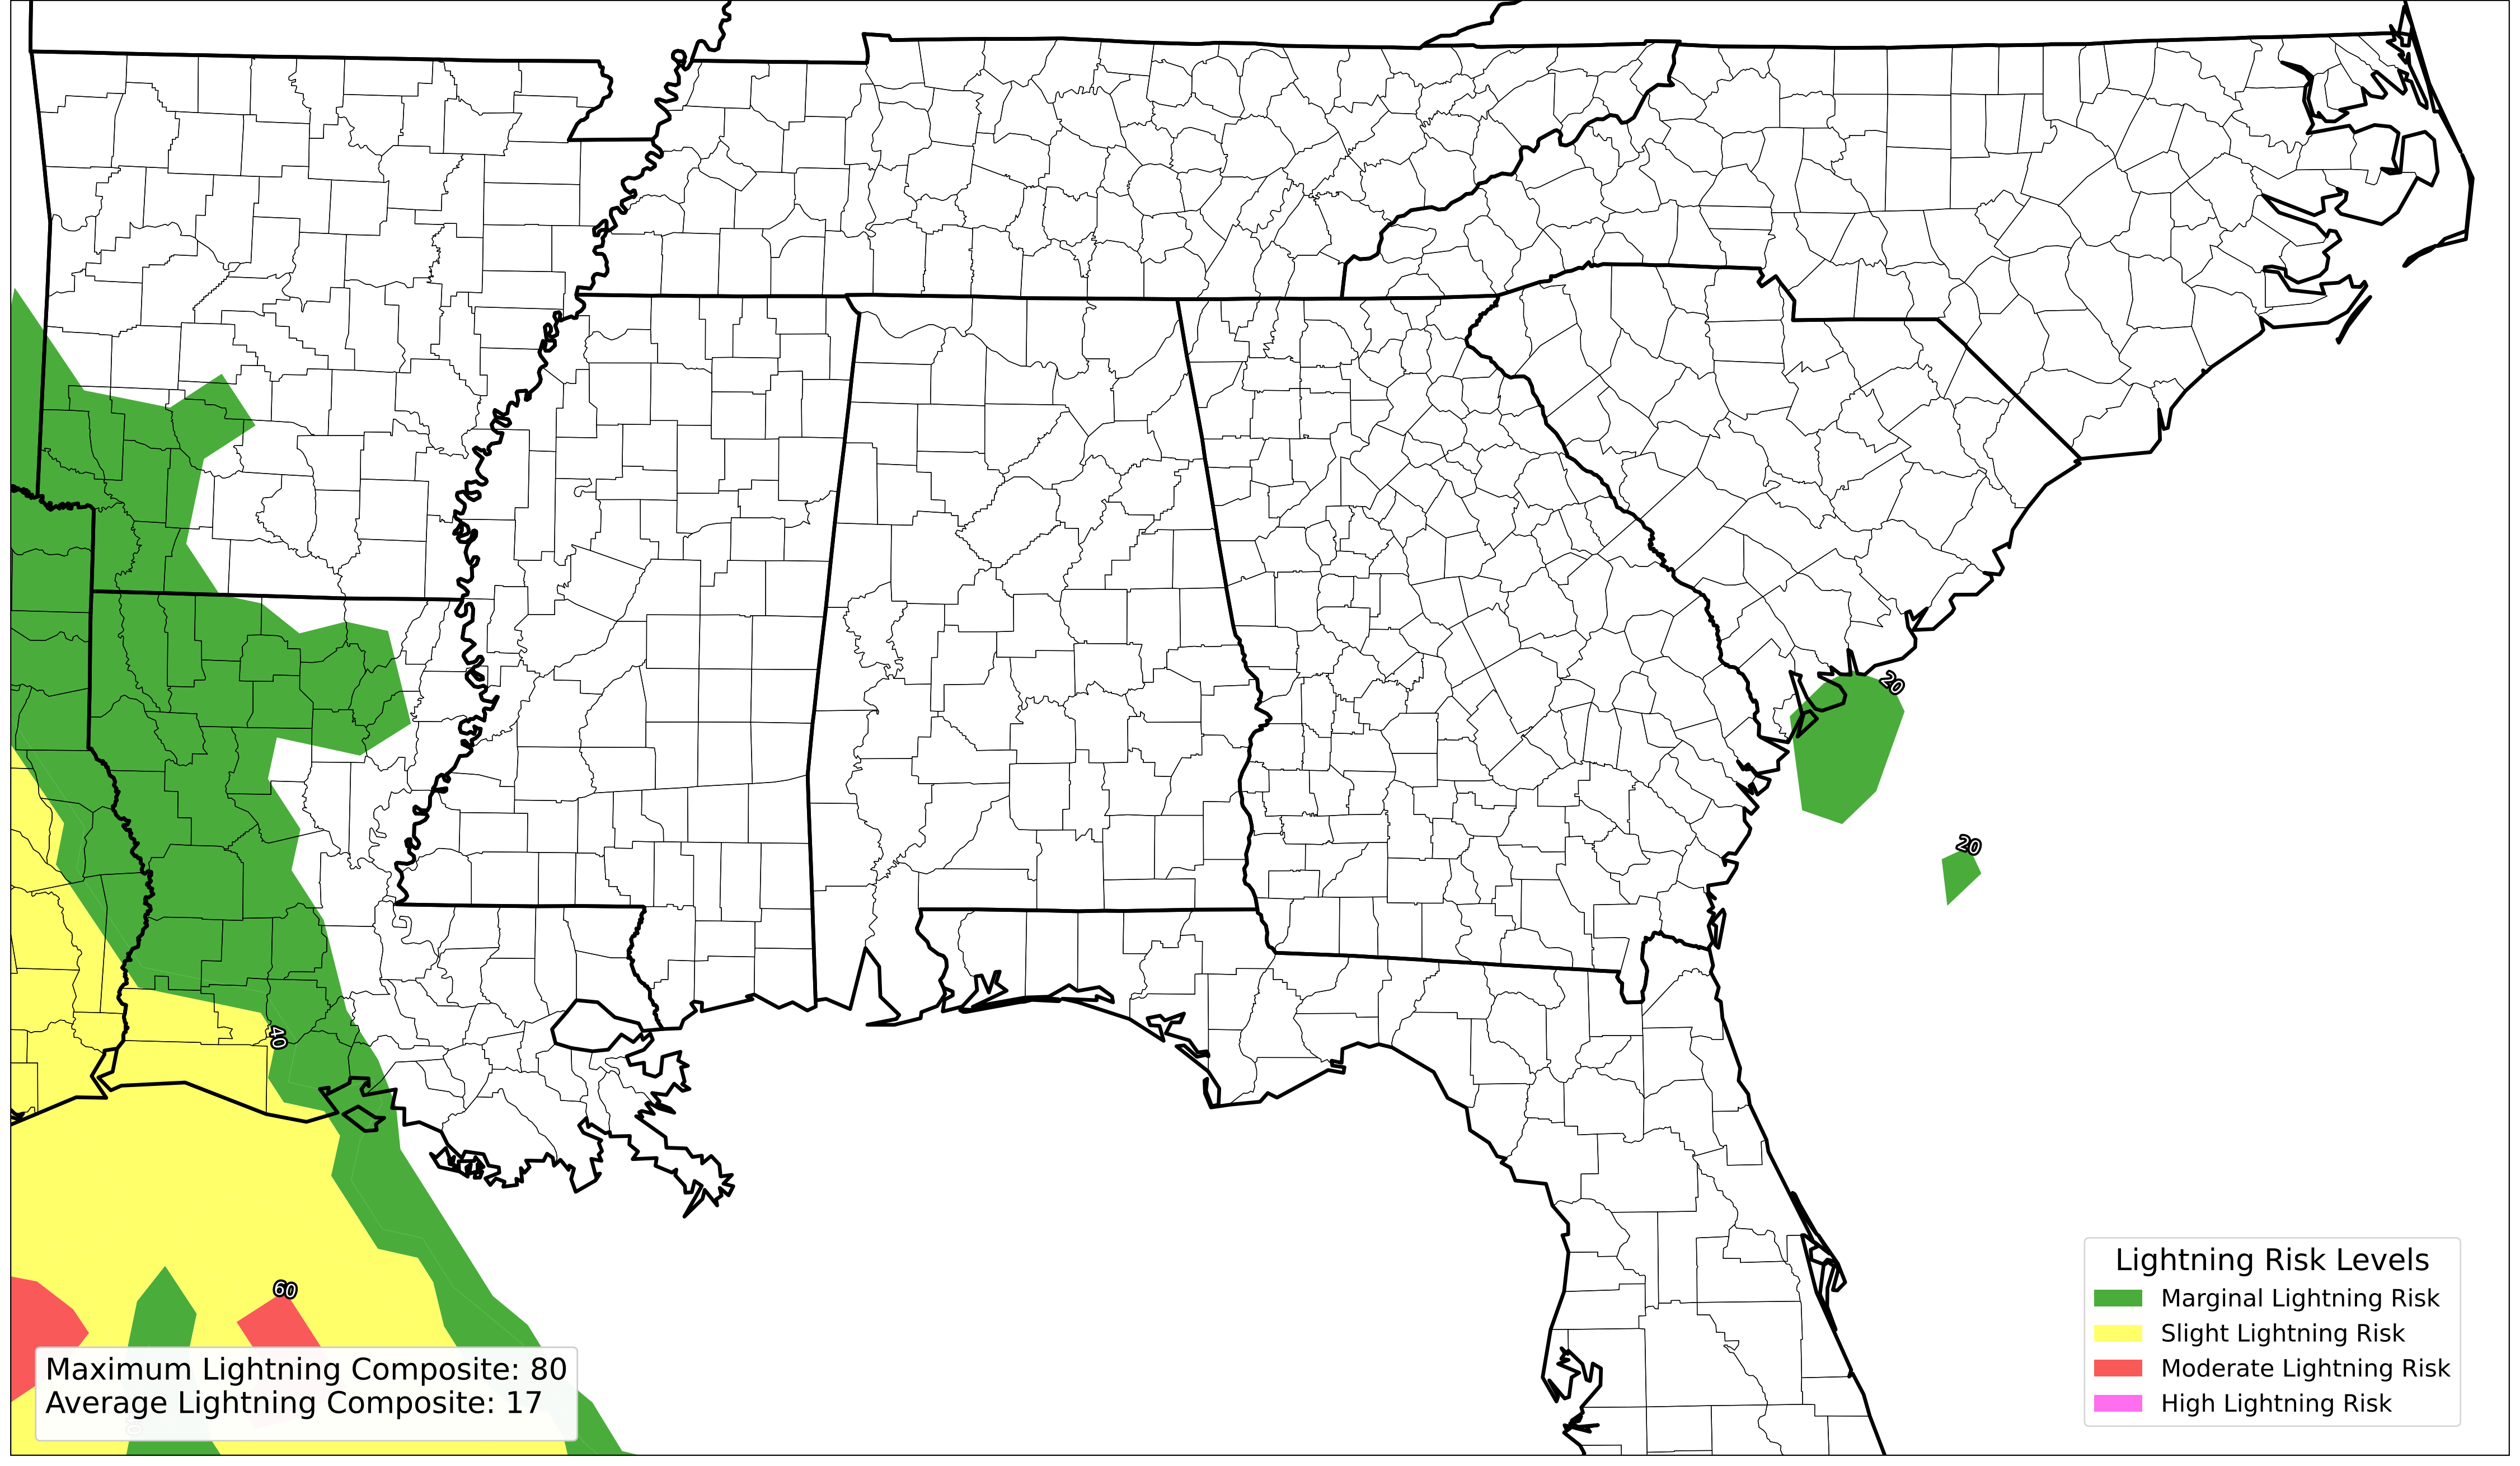 20
20
40
60
Maximum Lightning Composite: 80
Average Lightning Composite: 17
Lightning Risk Levels
Marginal Lightning Risk
Slight Lightning Risk
Moderate Lightning Risk
High Lightning Risk